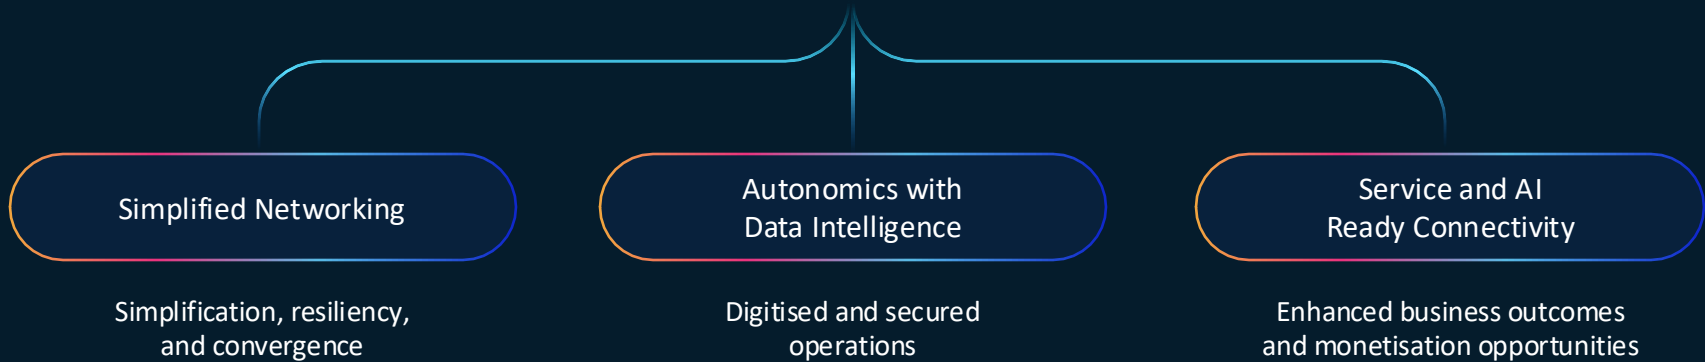 Simplified Networking
Autonomics with
Data Intelligence
Service and AI
Ready Connectivity
Simplification, resiliency,
and convergence
Digitised and secured
operations
Enhanced business outcomes
and monetisation opportunities